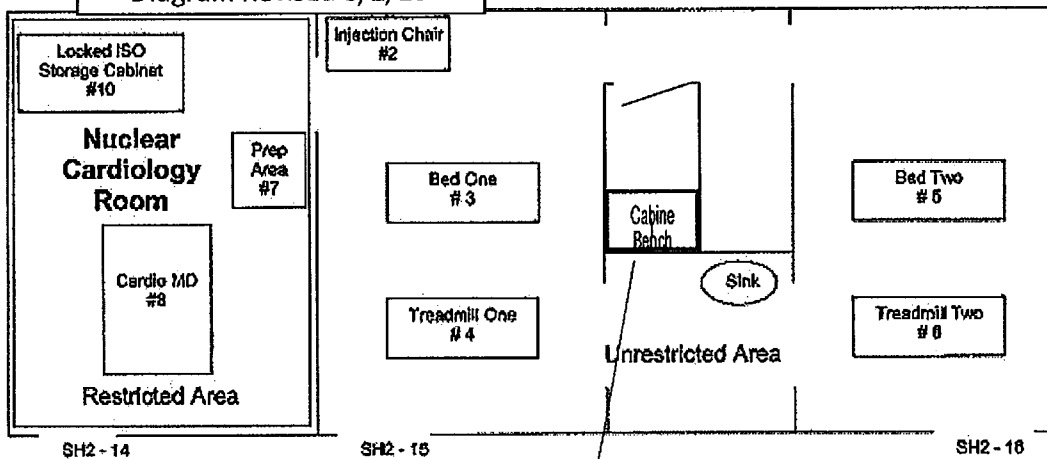 Injection Chair
#2
Locked ISO
Storage Cabinet
#10
Nuclear
Cardiology
Room
Prep
Area
#7
Bed One
# 3
Cabine
Bench
Bed Two
# 5
Cardio MD
#8
Sink
Treadmill One
# 4
Treadmill Two
# 6
Unrestricted Area
Restricted Area
SH2 - 14
SH2 - 15
SH2 - 16